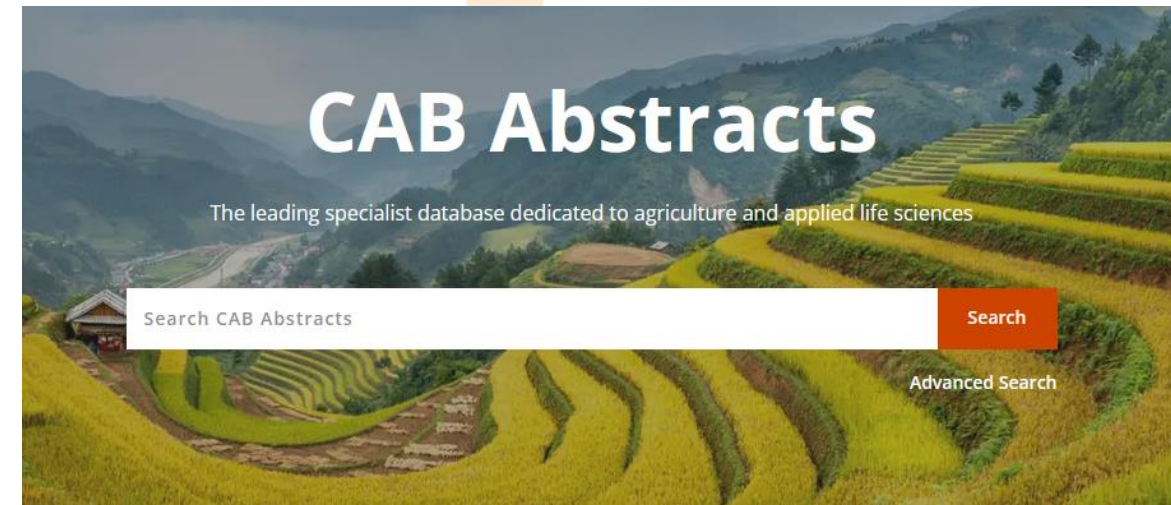 CAB Abstracts
The leading specialist database dedicated to agriculture and applied life sciences
Search CAB Abstracts
Search
Advanced Search